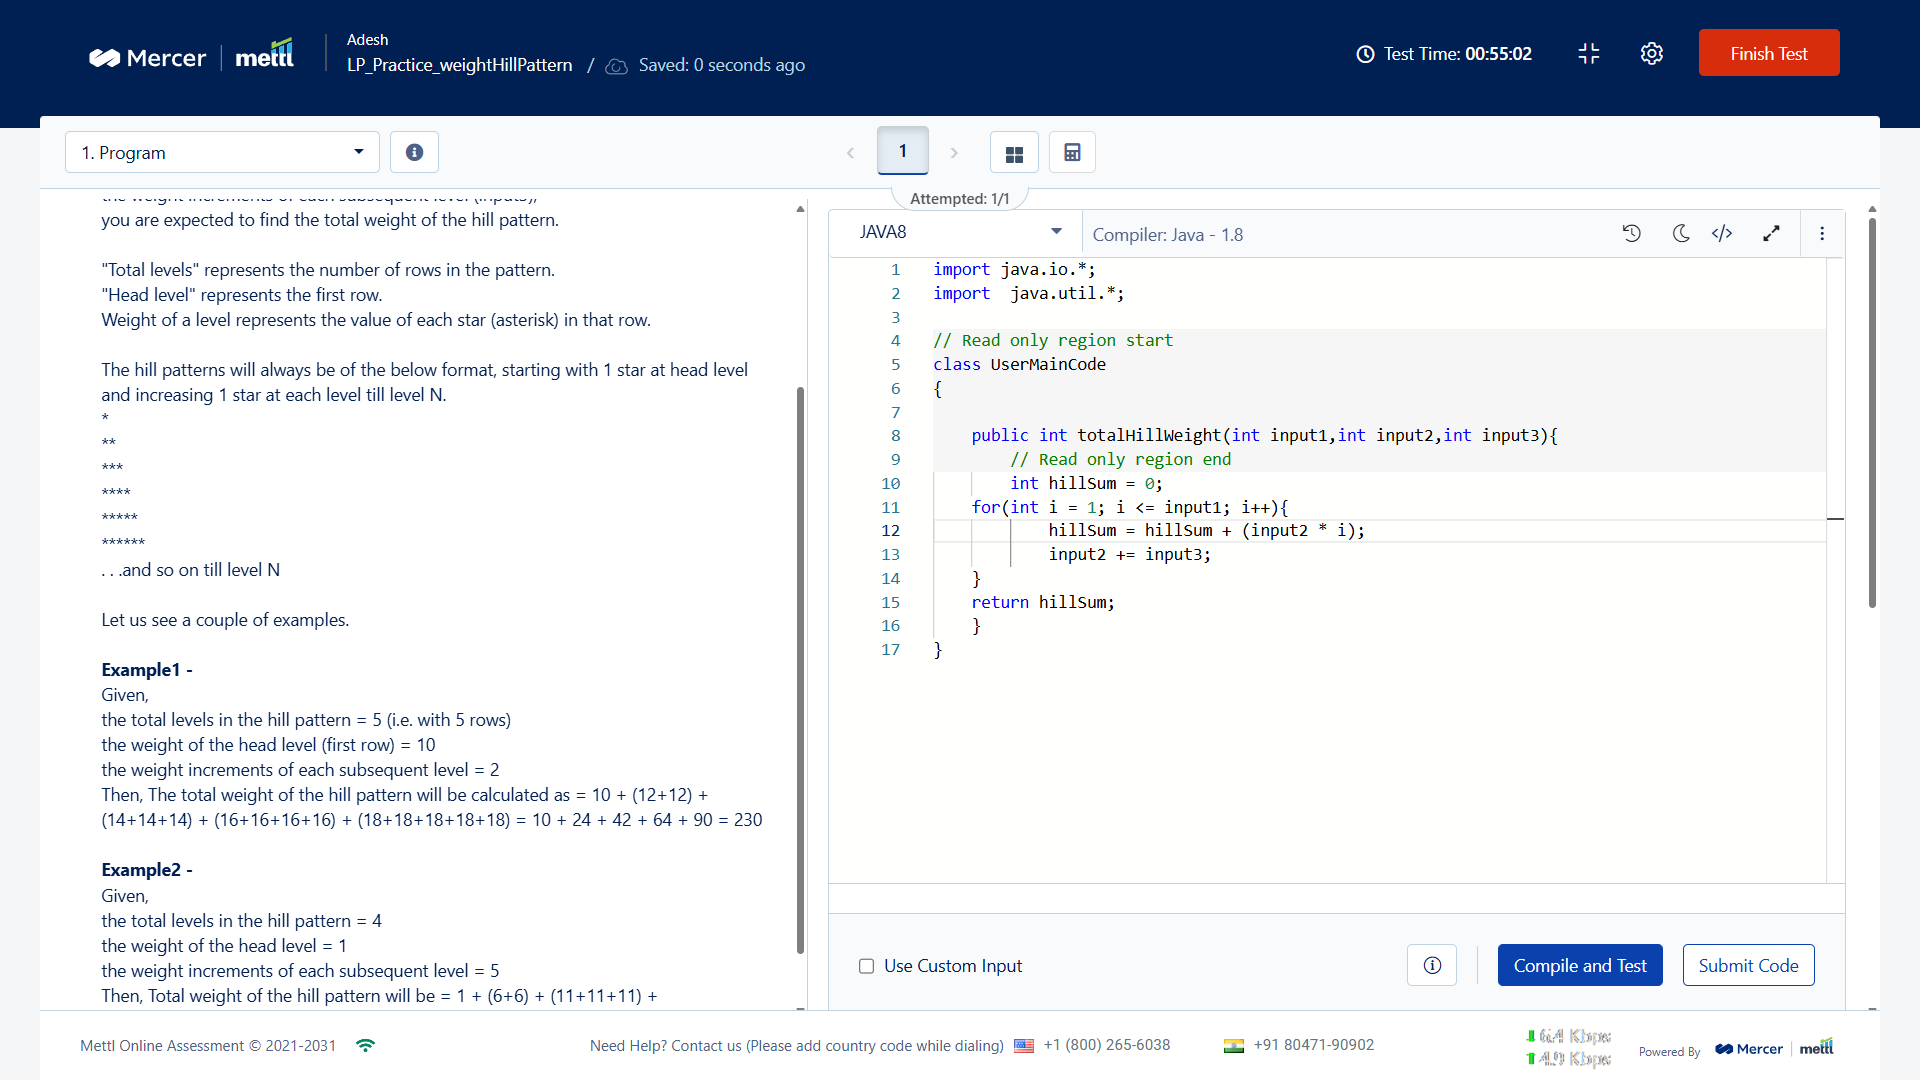 Mercer | mettl
Adesh
LP_Practice_weightHillPattern / Saved: 0 seconds ago
Test Time: 00:55:02
Finish Test
1. Program
1
Attempted: 1/1
the weight increments of each subsequent level (input3),
you are expected to find the total weight of the hill pattern.
"Total levels" represents the number of rows in the pattern.
"Head level" represents the first row.
Weight of a level represents the value of each star (asterisk) in that row.
The hill patterns will always be of the below format, starting with 1 star at head level
and increasing 1 star at each level till level N.
*
**
***
****
*****
******
. . .and so on till level N
Let us see a couple of examples.
Example1 -
Given,
the total levels in the hill pattern = 5 (i.e. with 5 rows)
the weight of the head level (first row) = 10
the weight increments of each subsequent level = 2
Then, The total weight of the hill pattern will be calculated as = 10 + (12+12) +
(14+14+14) + (16+16+16+16) + (18+18+18+18+18) = 10 + 24 + 42 + 64 + 90 = 230
Example2 -
Given,
the total levels in the hill pattern = 4
the weight of the head level = 1
the weight increments of each subsequent level = 5
Then, Total weight of the hill pattern will be = 1 + (6+6) + (11+11+11) +
JAVA8
Compiler: Java - 1.8
1 import java.io.*;
2 import  java.util.*;
3
4 // Read only region start
5 class UserMainCode
6 {
7
8     public int totalHillWeight(int input1,int input2,int input3){
9         // Read only region end
10         int hillSum = 0;
11     for(int i = 1; i <= input1; i++){
12             hillSum = hillSum + (input2 * i);
13             input2 += input3;
14     }
15     return hillSum;
16     }
17 }
Use Custom Input
Compile and Test
Submit Code
Mettl Online Assessment © 2021-2031
Need Help? Contact us (Please add country code while dialing) +1 (800) 265-6038
+91 80471-90902
64 Kbps
4.9 Kbps
Powered By Mercer | mettl